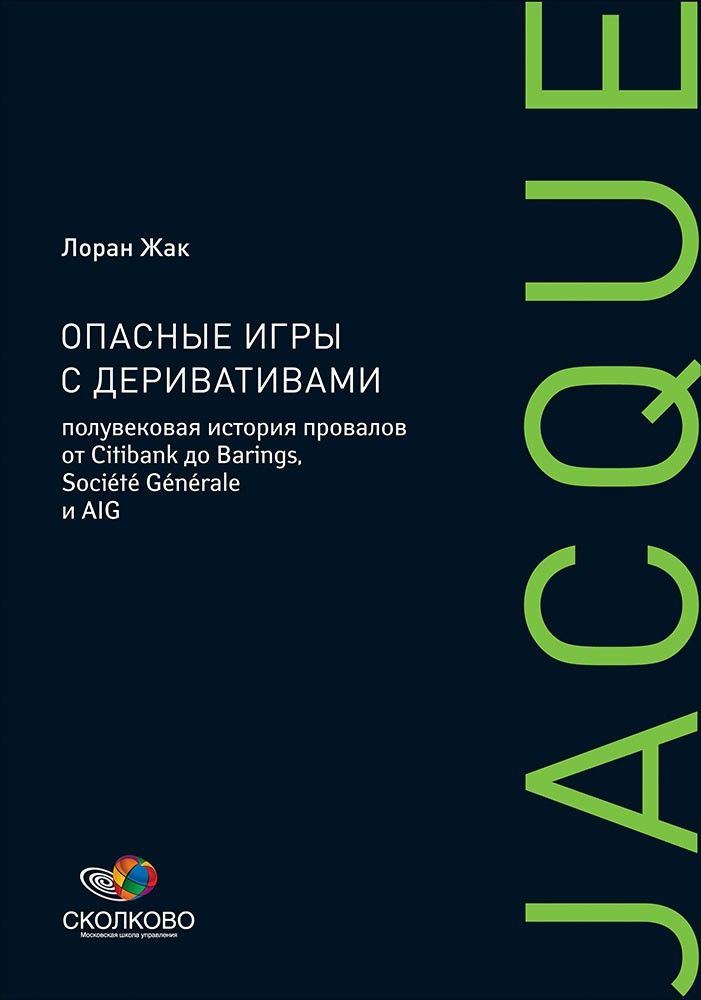 Лоран Жак
ОПАСНЫЕ ИГРЫ
С ДЕРИВАТИВАМИ
полувековая история провалов
от Citibank до Barings,
Société Générale
и AIG
JACQUE
СКОЛКОВО
Московская школа управления